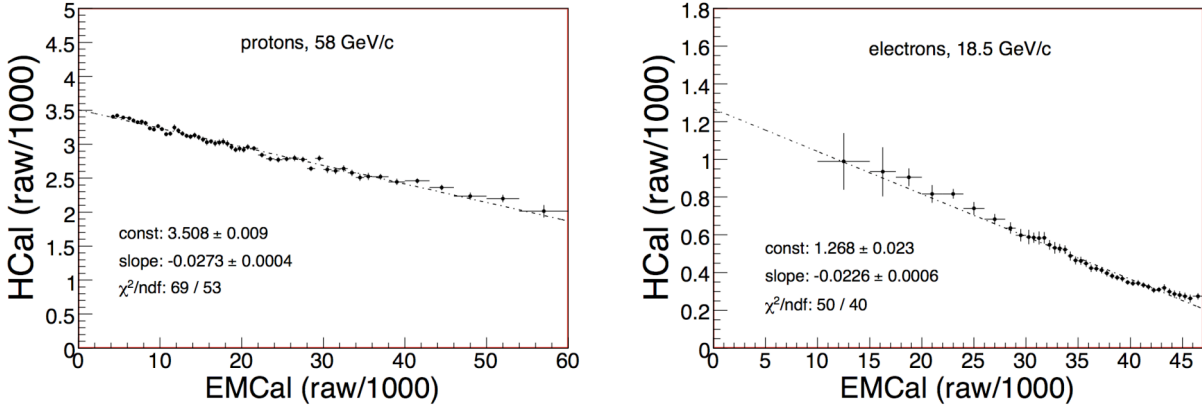 protons, 58 GeV/c
HCal (raw/1000)
5
4.5
4
3.5
3
2.5
2
1.5
1
0.5
0
const: 3.508 ± 0.009
slope: -0.0273 ± 0.0004
χ²/ndf: 69 / 53
0 10 20 30 40 50 60
EMCal (raw/1000)
electrons, 18.5 GeV/c
HCal (raw/1000)
1.8
1.6
1.4
1.2
1
0.8
0.6
0.4
0.2
0
const: 1.268 ± 0.023
slope: -0.0226 ± 0.0006
χ²/ndf: 50 / 40
0 5 10 15 20 25 30 35 40 45
EMCal (raw/1000)